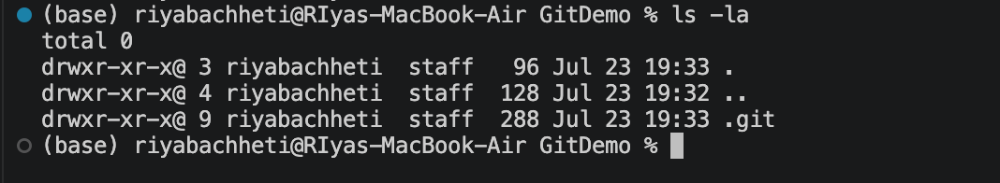 (base) riyabachheti@RIyas-MacBook-Air GitDemo % ls -la
total 0
drwxr-xr-x@ 3 riyabachheti  staff   96 Jul 23 19:33 .
drwxr-xr-x@ 4 riyabachheti  staff  128 Jul 23 19:32 ..
drwxr-xr-x@ 9 riyabachheti  staff  288 Jul 23 19:33 .git
(base) riyabachheti@RIyas-MacBook-Air GitDemo %